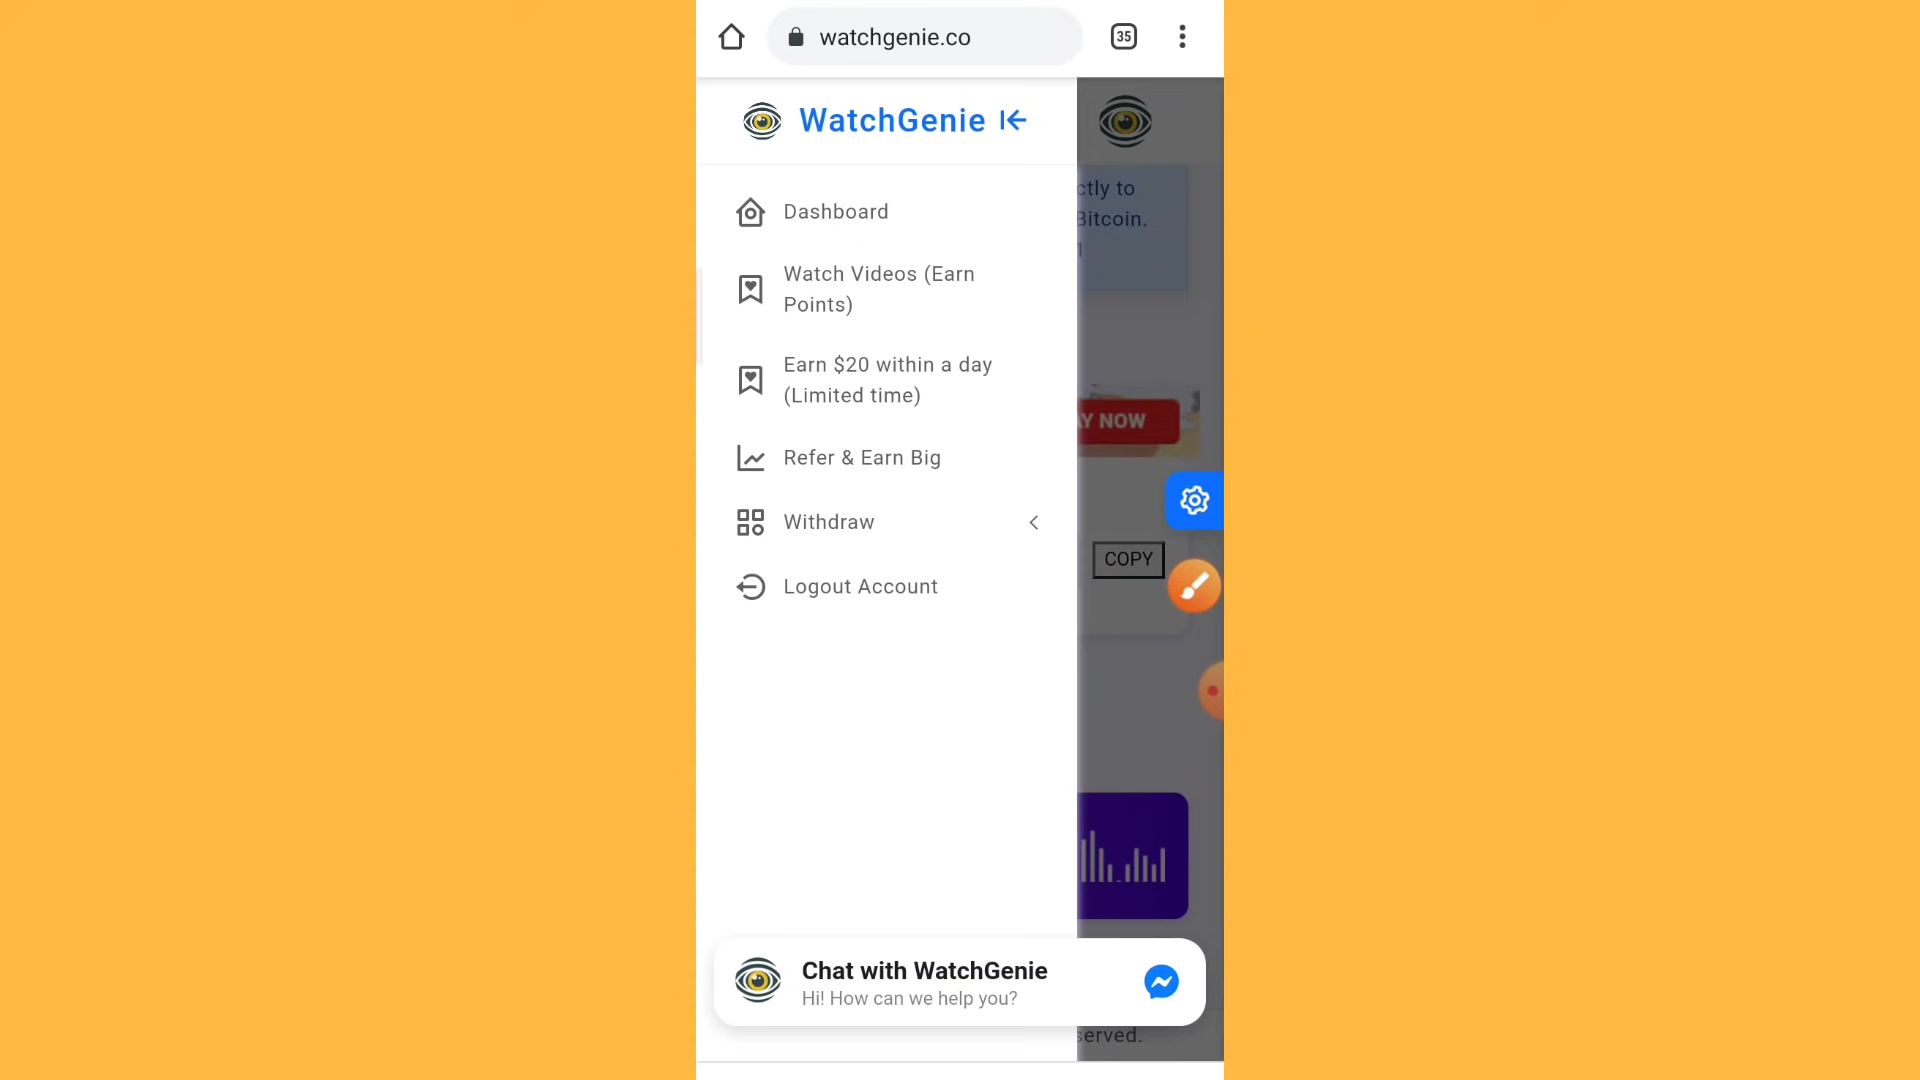 watchgenie.co
35
WatchGenie
Dashboard
Watch Videos (Earn
Points)
Earn $20 within a day
(Limited time)
Refer & Earn Big
Withdraw
Logout Account
ctly to
Bitcoin.
AY NOW
COPY
Chat with WatchGenie
Hi! How can we help you?
served.